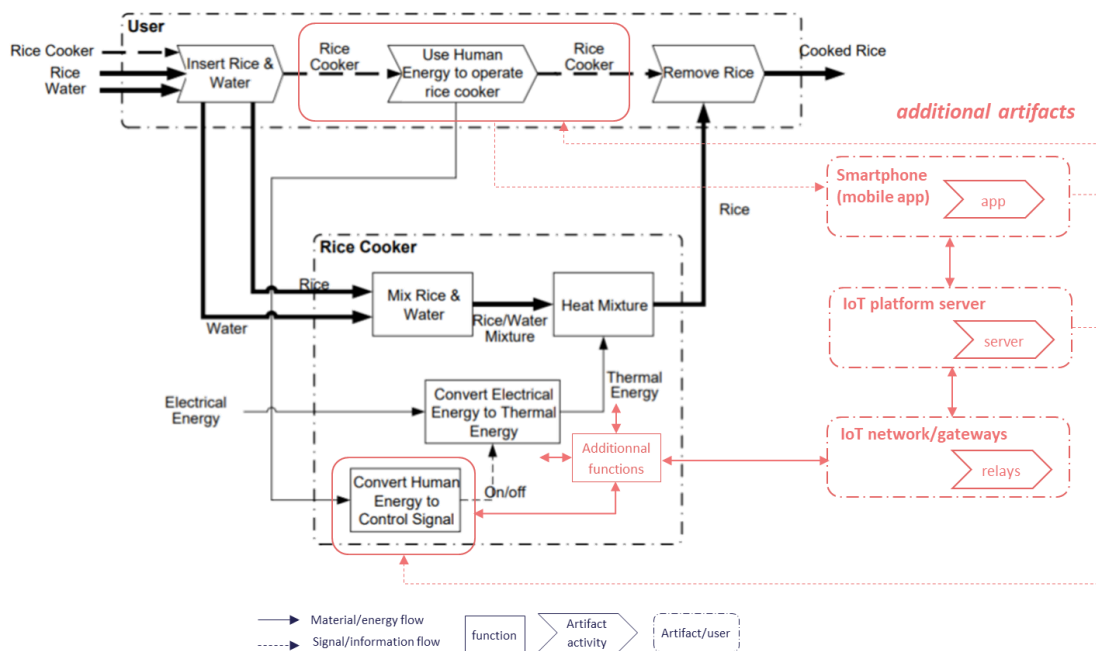 User
Rice Cooker
Rice
Water
Insert Rice &
Water
Rice
Cooker
Use Human
Energy to operate
rice cooker
Rice
Cooker
Remove Rice
Cooked Rice
additional artifacts
Smartphone
(mobile app)
app
Rice
Rice Cooker
Rice
Water
Mix Rice &
Water
Rice/Water
Mixture
Heat Mixture
IoT platform server
server
Electrical
Energy
Convert Electrical
Energy to Thermal
Energy
Thermal
Energy
Additionnal
functions
IoT network/gateways
relays
Convert Human
Energy to
Control Signal
On/off
Material/energy flow
Signal/information flow
function
Artifact
activity
Artifact/user